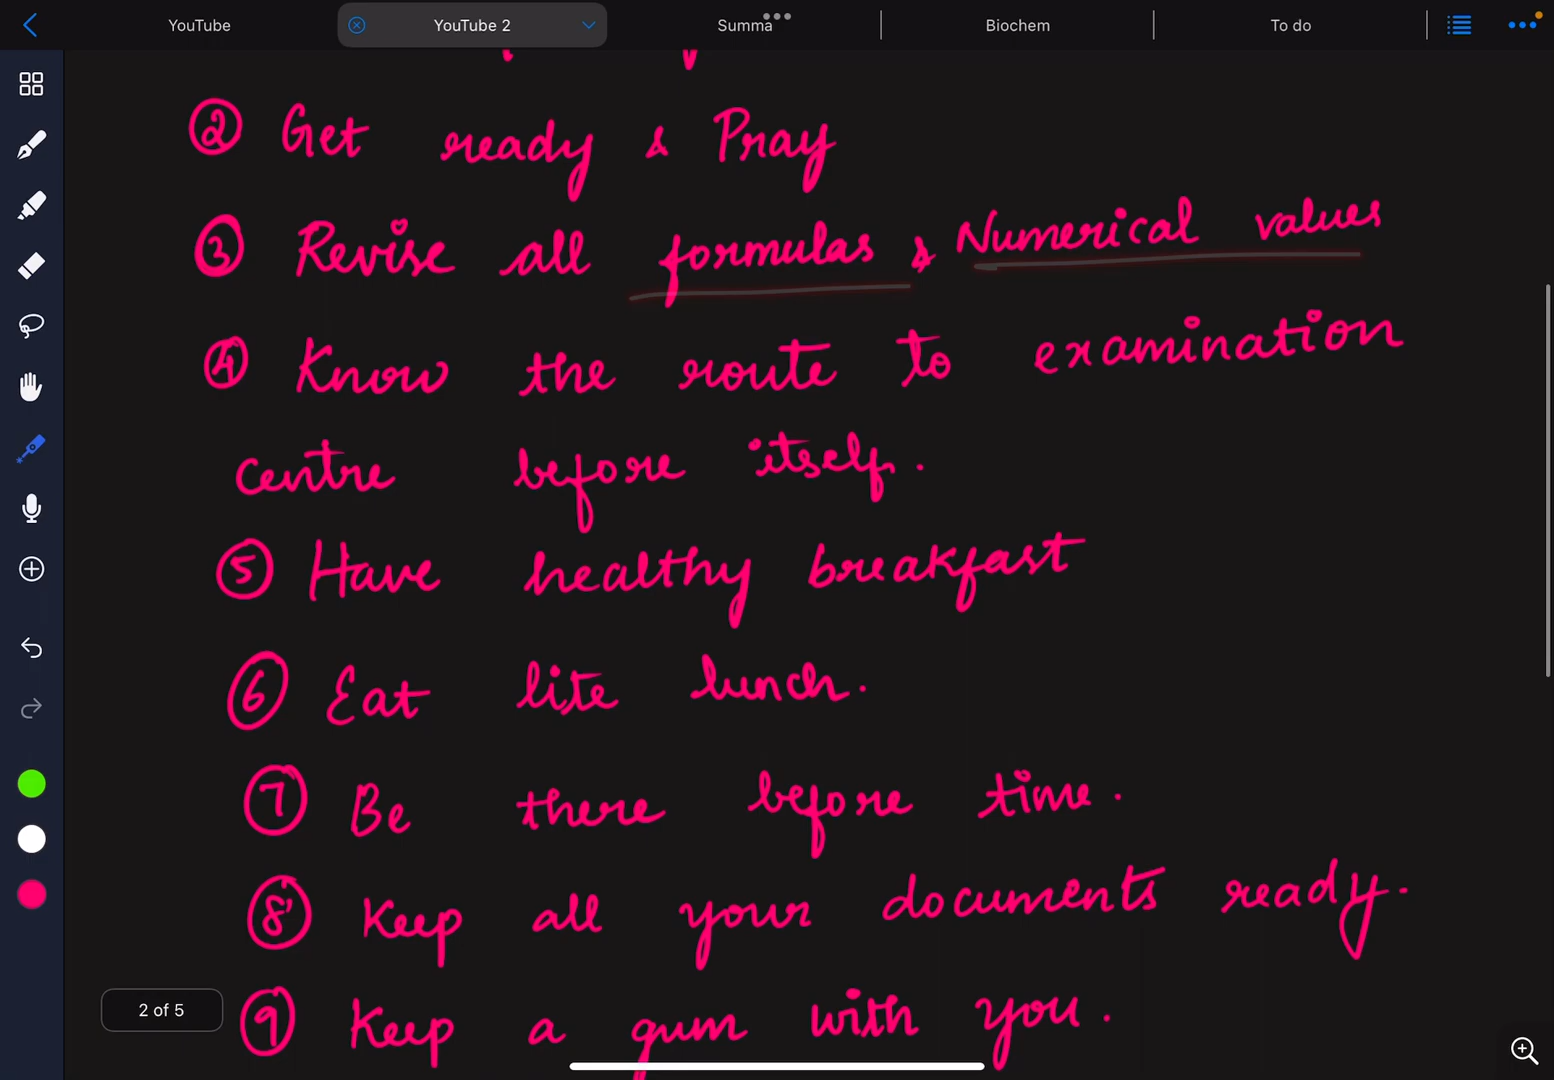 YouTube YouTube 2 Summa Biochem To do
② Get ready & Pray
③ Revise all formulas & Numerical values
④ Know the route to examination
centre before itself.
⑤ Have healthy breakfast
⑥ Eat lite lunch.
⑦ Be there before time.
⑧ Keep all your documents ready.
⑨ Keep a gum with you.
2 of 5